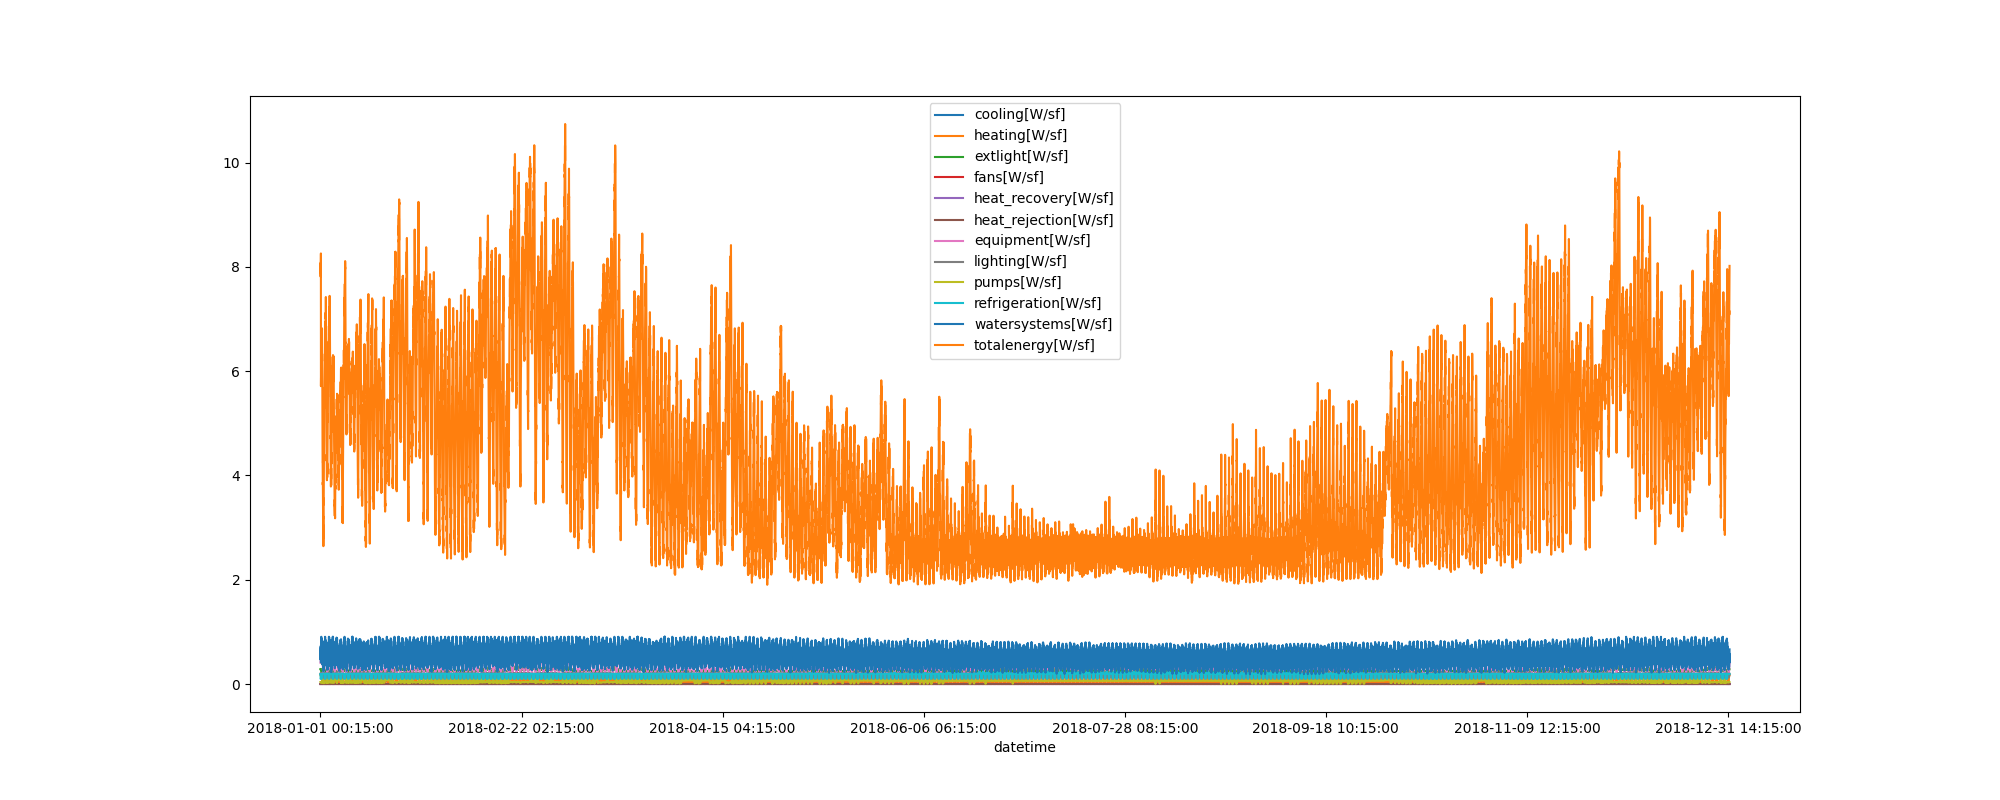 cooling[W/sf]
heating[W/sf]
extlight[W/sf]
fans[W/sf]
heat_recovery[W/sf]
heat_rejection[W/sf]
equipment[W/sf]
lighting[W/sf]
pumps[W/sf]
refrigeration[W/sf]
watersystems[W/sf]
totalenergy[W/sf]
10
8
6
4
2
0
2018-01-01 00:15:00 2018-02-22 02:15:00 2018-04-15 04:15:00 2018-06-06 06:15:00 2018-07-28 08:15:00 2018-09-18 10:15:00 2018-11-09 12:15:00 2018-12-31 14:15:00
datetime